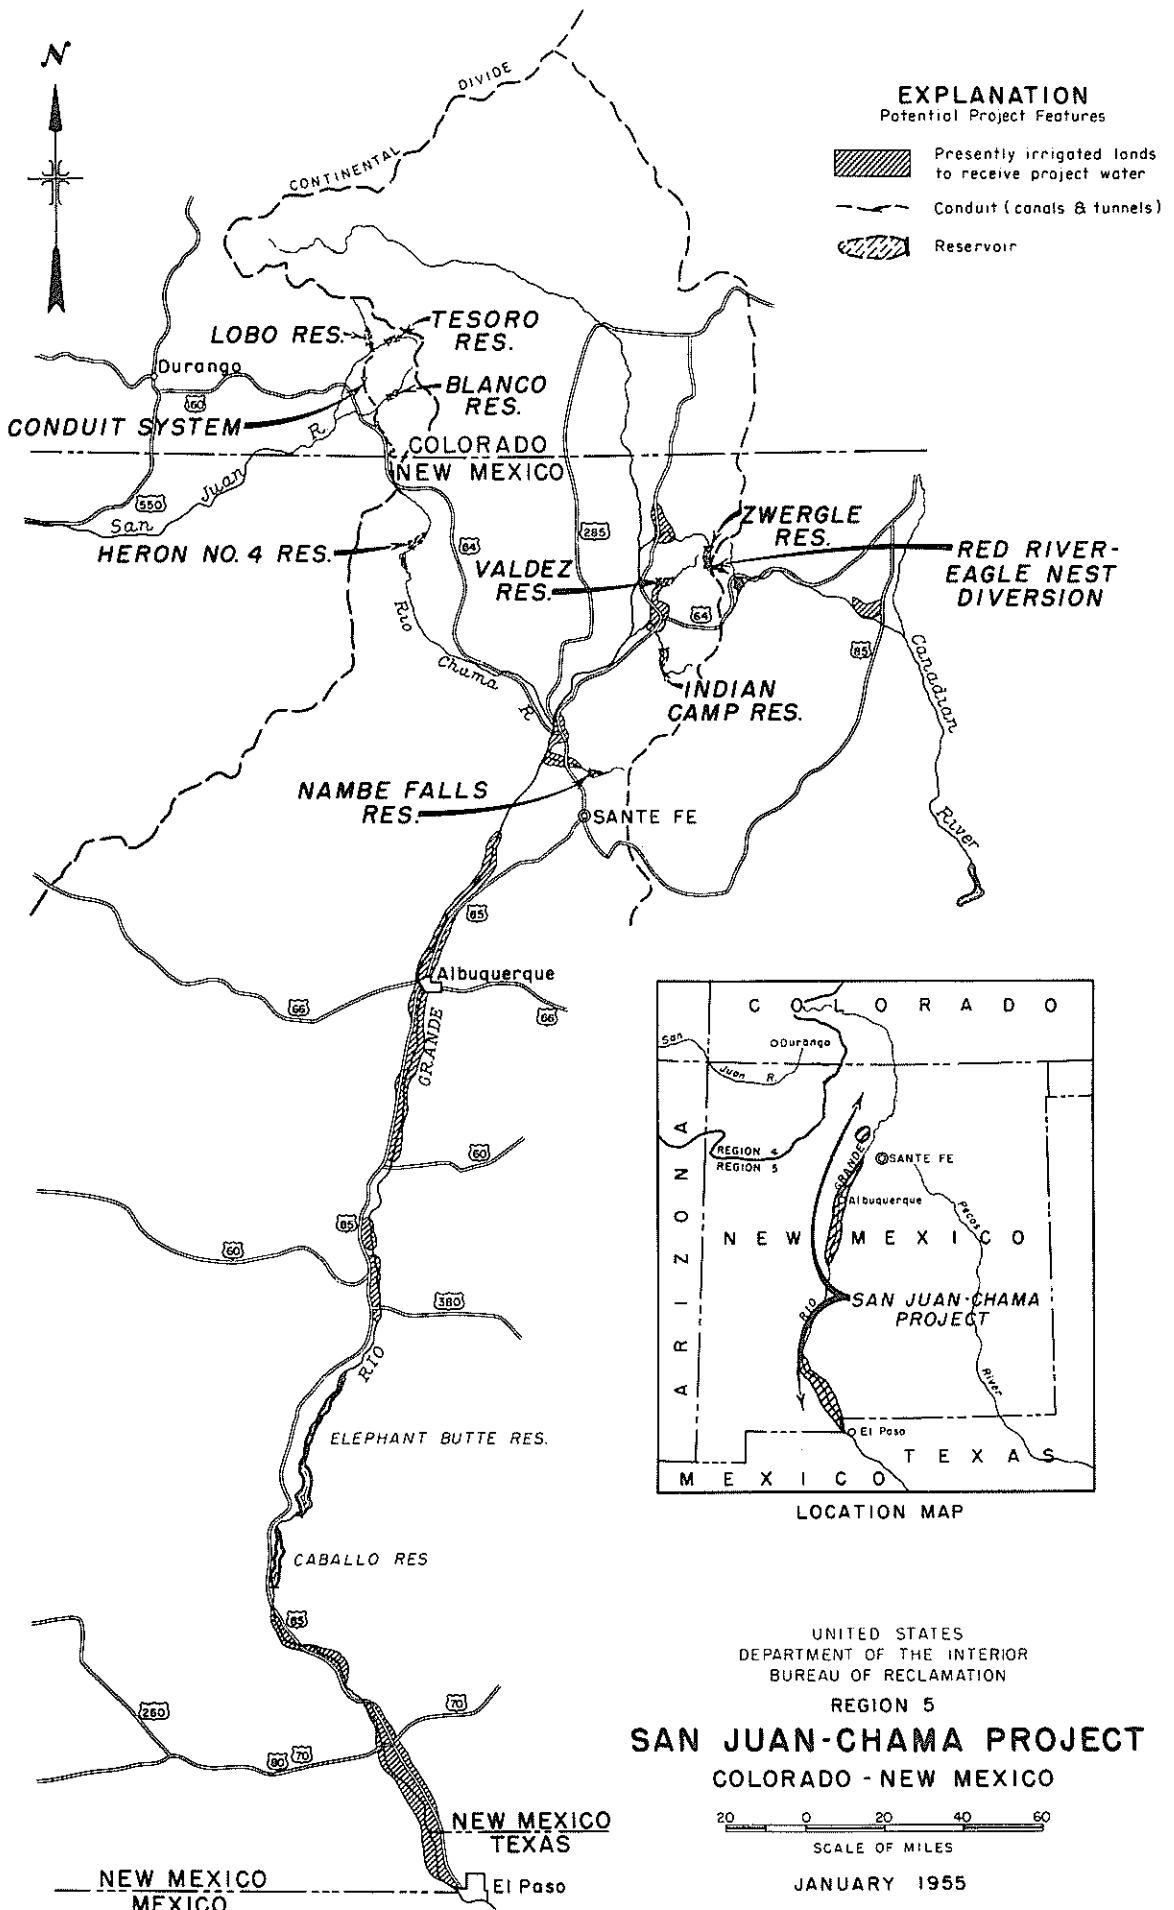 N
CONTINENTAL
DIVIDE
EXPLANATION
Potential Project Features
Presently irrigated lands
to receive project water
Conduit (canals & tunnels)
Reservoir
LOBO RES.
TESORO
RES.
Durango
160
BLANCO
RES.
CONDUIT SYSTEM
R
COLORADO
NEW MEXICO
550
San
Juan
HERON NO. 4 RES.
84
285
VALDEZ
RES.
ZWERGLE
RES.
RED RIVER-
EAGLE NEST
DIVERSION
64
85
Rio
Chama
R
Canadian
River
INDIAN
CAMP RES.
NAMBE FALLS
RES.
SANTE FE
85
Albuquerque
66
66
GRANDE
60
85
60
380
RIO
ELEPHANT BUTTE RES.
CABALLO RES
85
260
80
70
70
NEW MEXICO
TEXAS
NEW MEXICO
MEXICO
El Paso
COLORADO
San
Juan R.
Durango
ARIZONA
REGION 4
REGION 5
GRANDE
SANTE FE
Albuquerque
Pecos
NEW MEXICO
SAN JUAN-CHAMA
PROJECT
RIO
River
El Paso
TEXAS
MEXICO
LOCATION MAP
UNITED STATES
DEPARTMENT OF THE INTERIOR
BUREAU OF RECLAMATION
REGION 5
SAN JUAN-CHAMA PROJECT
COLORADO - NEW MEXICO
20 0 20 40 60
SCALE OF MILES
JANUARY 1955